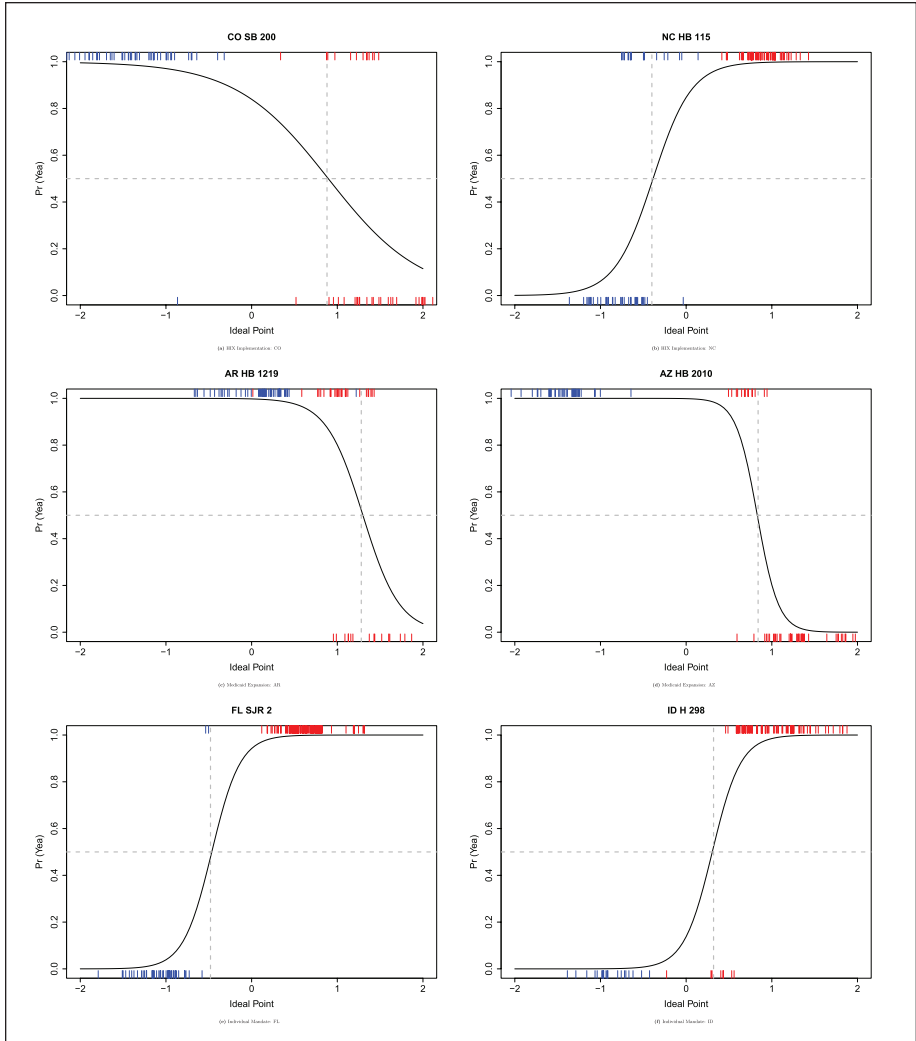 CO SB 200
Pr (Yea)
1.0
0.8
0.6
0.4
0.2
0.0
−2 −1 0 1 2
Ideal Point
(a) HIX Implementation: CO
NC HB 115
Pr (Yea)
1.0
0.8
0.6
0.4
0.2
0.0
−2 −1 0 1 2
Ideal Point
(b) HIX Implementation: NC
AR HB 1219
Pr (Yea)
1.0
0.8
0.6
0.4
0.2
0.0
−2 −1 0 1 2
Ideal Point
(c) Medicaid Expansion: AR
AZ HB 2010
Pr (Yea)
1.0
0.8
0.6
0.4
0.2
0.0
−2 −1 0 1 2
Ideal Point
(d) Medicaid Expansion: AZ
FL SJR 2
Pr (Yea)
1.0
0.8
0.6
0.4
0.2
0.0
−2 −1 0 1 2
Ideal Point
(e) Individual Mandate: FL
ID H 298
Pr (Yea)
1.0
0.8
0.6
0.4
0.2
0.0
−2 −1 0 1 2
Ideal Point
(f) Individual Mandate: ID